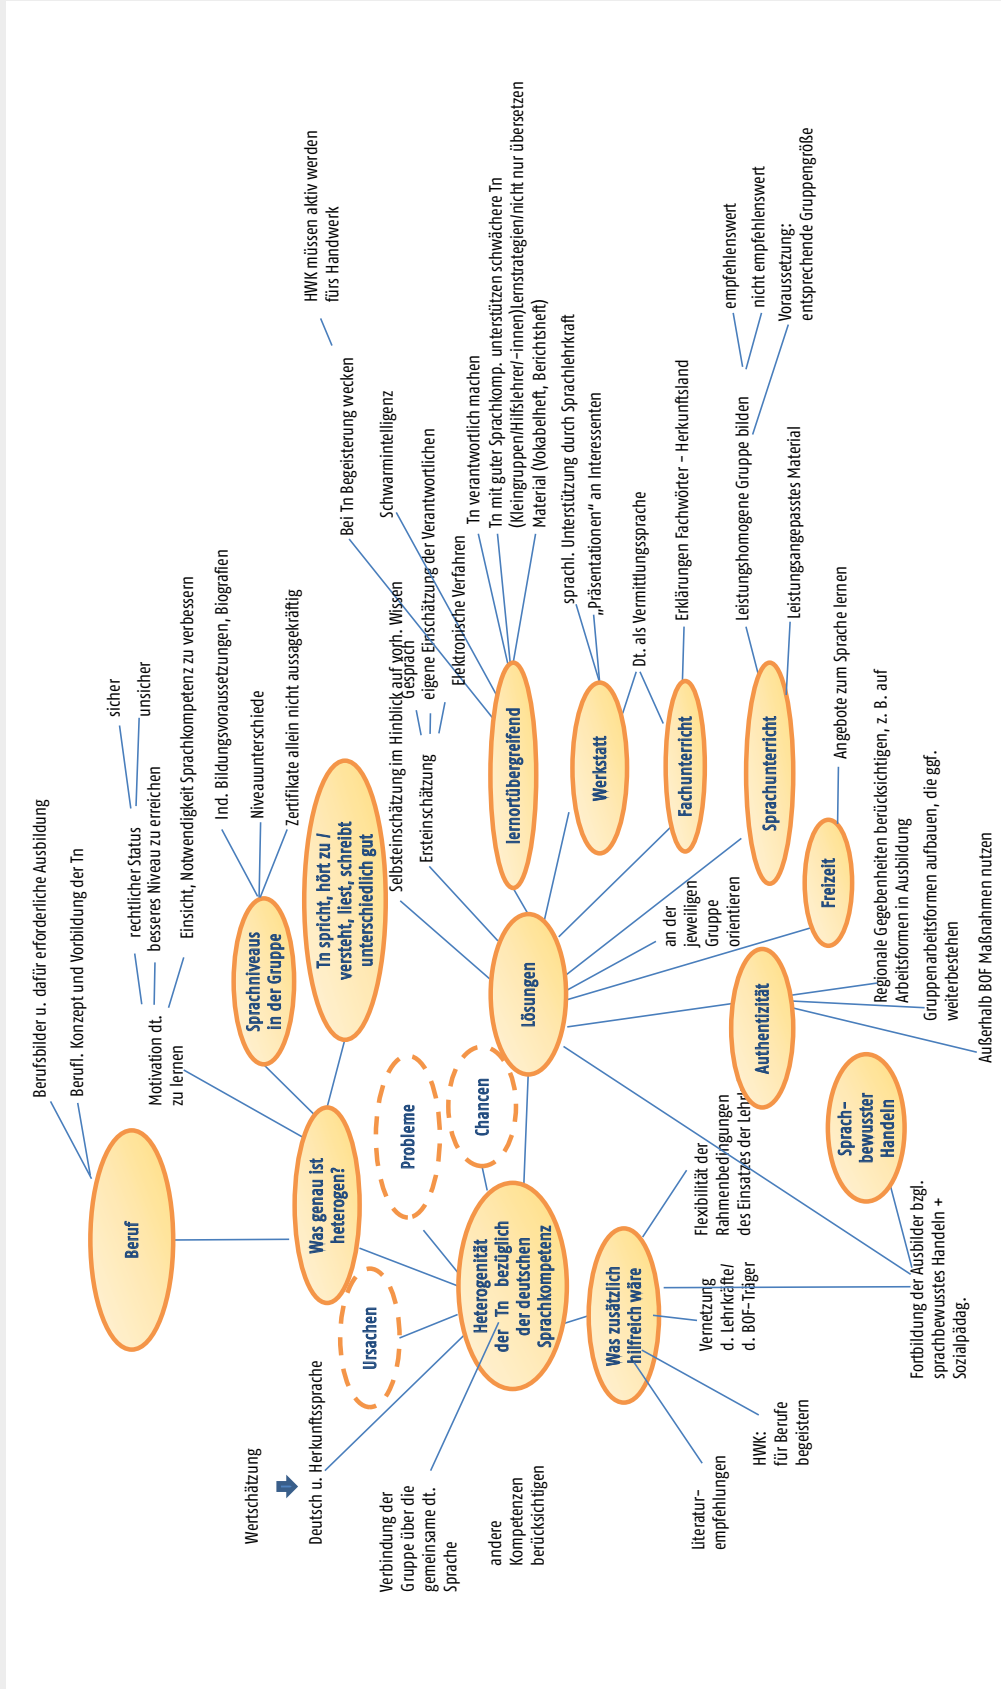 Berufsbilder u. dafür erforderliche Ausbildung
Berufl. Konzept und Vorbildung der Tn
Beruf
sicher
unsicher
rechtlicher Status
besseres Niveau zu erreichen
Einsicht, Notwendigkeit Sprachkompetenz zu verbessern
Motivation dt.
zu lernen
Ind. Bildungsvoraussetzungen, Biografien
Niveauunterschiede
Zertifikate allein nicht aussagekräftig
Sprachniveaus
in der Gruppe
Tn spricht, hört zu /
versteht, liest, schreibt
unterschiedlich gut
Was genau ist
heterogen?
Wertschätzung
Deutsch u. Herkunftssprache
Ursachen
Probleme
Chancen
Verbindung der
Gruppe über die
gemeinsame dt.
Sprache
andere
Kompetenzen
berücksichtigen
Heterogenität
der Tn bezüglich
der deutschen
Sprachkompetenz
HWK müssen aktiv werden
fürs Handwerk
Bei Tn Begeisterung wecken
Schwarmintelligenz
Selbsteinschätzung im Hinblick auf vorh. Wissen
Gespräch
eigene Einschätzung der Verantwortlichen
Elektronische Verfahren
Ersteinschätzung
Tn verantwortlich machen
Tn mit guter Sprachkomp. unterstützen schwächere Tn
(Kleingruppen/Hilfslehrer/-innen)Lernstrategien/nicht nur übersetzen
Material (Vokabelheft, Berichtsheft)
lernortübergreifend
Lösungen
sprachl. Unterstützung durch Sprachlehrkraft
„Präsentationen“ an Interessenten
Werkstatt
Dt. als Vermittlungssprache
Erklärungen Fachwörter – Herkunftsland
Fachunterricht
empfehlenswert
nicht empfehlenswert
Voraussetzung:
entsprechende Gruppengröße
Leistungshomogene Gruppe bilden
Leistungsangepasstes Material
Sprachunterricht
Angebote zum Sprache lernen
Freizeit
an der
jeweiligen
Gruppe
orientieren
Authentizität
Regionale Gegebenheiten berücksichtigen, z. B. auf
Arbeitsformen in Ausbildung
Gruppenarbeitsformen aufbauen, die ggf.
weiterbestehen
Außerhalb BOF Maßnahmen nutzen
Sprach-
bewusster
Handeln
Was zusätzlich
hilfreich wäre
Flexibilität der
Rahmenbedingungen
des Einsatzes der
Vernetzung
d. Lehrkräfte/
d. BOF-Träger
Fortbildung der Ausbilder bzgl.
sprachbewusstes Handeln +
Sozialpädag.
HWK:
für Berufe
begeistern
Literatur-
empfehlungen